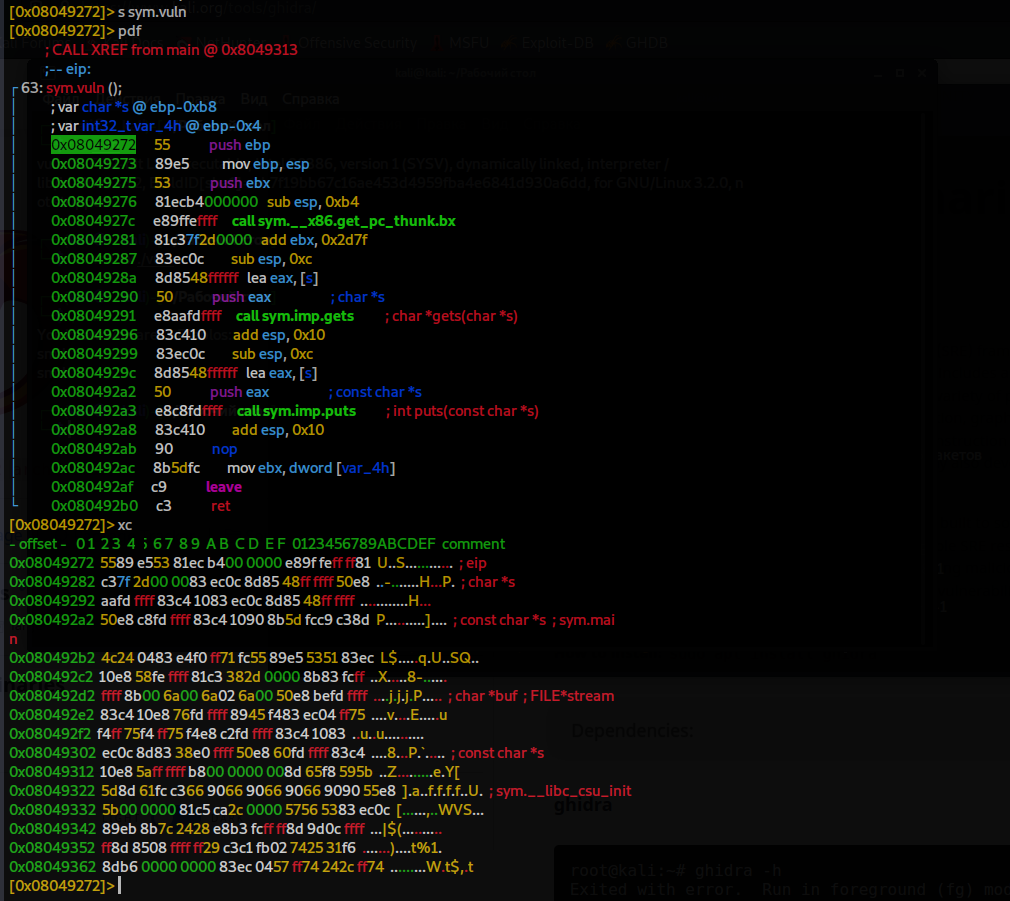 [0x08049272]> s sym.vuln
[0x08049272]> pdf
; CALL XREF from main @ 0x8049313
;-- eip:
63: sym.vuln ();
; var char *s @ ebp-0xb8
; var int32_t var_4h @ ebp-0x4
0x08049272 55 push ebp
0x08049273 89e5 mov ebp, esp
0x08049275 53 push ebx
0x08049276 81ecb4000000 sub esp, 0xb4
0x0804927c e89ffeffff call sym.__x86.get_pc_thunk.bx
0x08049281 81c37f2d0000 add ebx, 0x2d7f
0x08049287 83ec0c sub esp, 0xc
0x0804928a 8d8548ffffff lea eax, [s]
0x08049290 50 push eax ; char *s
0x08049291 e8aafdffff call sym.imp.gets ; char *gets(char *s)
0x08049296 83c410 add esp, 0x10
0x08049299 83ec0c sub esp, 0xc
0x0804929c 8d8548ffffff lea eax, [s]
0x080492a2 50 push eax ; const char *s
0x080492a3 e8c8fdffff call sym.imp.puts ; int puts(const char *s)
0x080492a8 83c410 add esp, 0x10
0x080492ab 90 nop
0x080492ac 8b5dfc mov ebx, dword [var_4h]
0x080492af c9 leave
0x080492b0 c3 ret
[0x08049272]> xc
- offset - 0 1 2 3 4 5 6 7 8 9 A B C D E F 0123456789ABCDEF comment
0x08049272 5589 e553 81ec b400 0000 e89f feff ff81 U..S............ ; eip
0x08049282 c37f 2d00 0083 ec0c 8d85 48ff ffff 50e8 ..-.......H...P. ; char *s
0x08049292 aafd ffff 83c4 1083 ec0c 8d85 48ff ffff ............H...
0x080492a2 50e8 c8fd ffff 83c4 1090 8b5d fcc9 c38d P..........].... ; const char *s ; sym.mai
n
0x080492b2 4c24 0483 e4f0 ff71 fc55 89e5 5351 83ec L$.....q.U..SQ..
0x080492c2 10e8 58fe ffff 81c3 382d 0000 8b83 fcff ..X.....8-......
0x080492d2 ffff 8b00 6a00 6a02 6a00 50e8 befd ffff ....j.j.j.P..... ; char *buf ; FILE*stream
0x080492e2 83c4 10e8 76fd ffff 8945 f483 ec04 ff75 ....v....E.....u
0x080492f2 f4ff 75f4 ff75 f4e8 c2fd ffff 83c4 1083 ..u..u..........
0x08049302 ec0c 8d83 38e0 ffff 50e8 60fd ffff 83c4 ....8...P.`..... ; const char *s
0x08049312 10e8 5aff ffff b800 0000 008d 65f8 595b ..Z.........e.Y[
0x08049322 5d8d 61fc c366 9066 9066 9066 9090 55e8 ].a..f.f.f.f..U. ; sym.__libc_csu_init
0x08049332 5b00 0000 81c5 ca2c 0000 5756 5383 ec0c [......,..WVS...
0x08049342 89eb 8b7c 2428 e8b3 fcff ff8d 9d0c ffff ...|$(..........
0x08049352 ff8d 8508 ffff ff29 c3c1 fb02 7425 31f6 .......)....t%1.
0x08049362 8db6 0000 0000 83ec 0457 ff74 242c ff74 .........W.t$,.t
[0x08049272]>
Dependencies:
ghidra
root@kali:~# ghidra -h